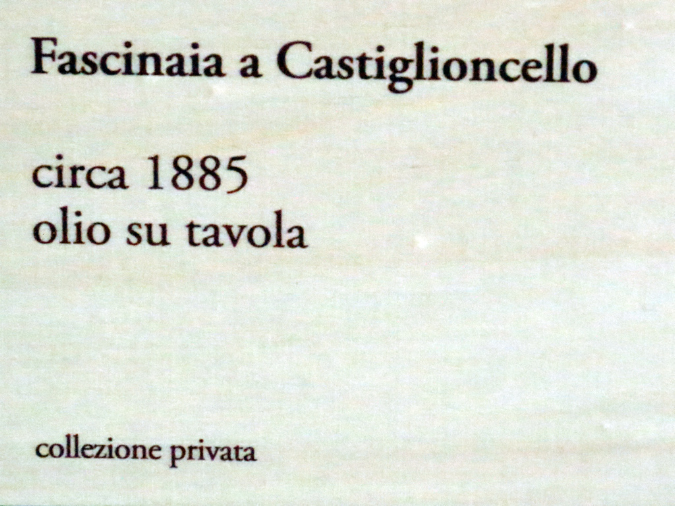 Fascinaia a Castiglioncello
circa 1885
olio su tavola
collezione privata